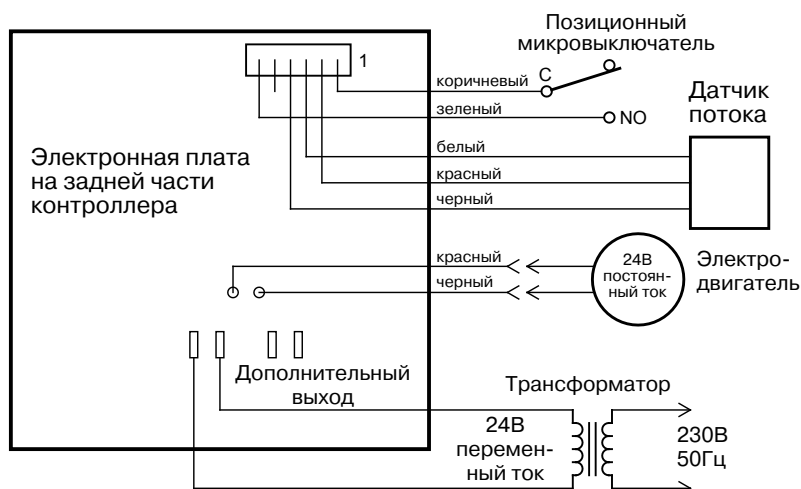 Позиционный
микровыключатель
1
коричневый
C
зеленый
NO
Датчик
потока
белый
красный
черный
Электронная плата
на задней части
контроллера
красный
черный
24В
постоян-
ный ток
Электро-
двигатель
Дополнительный
выход
Трансформатор
24В
перемен-
ный ток
230В
50Гц